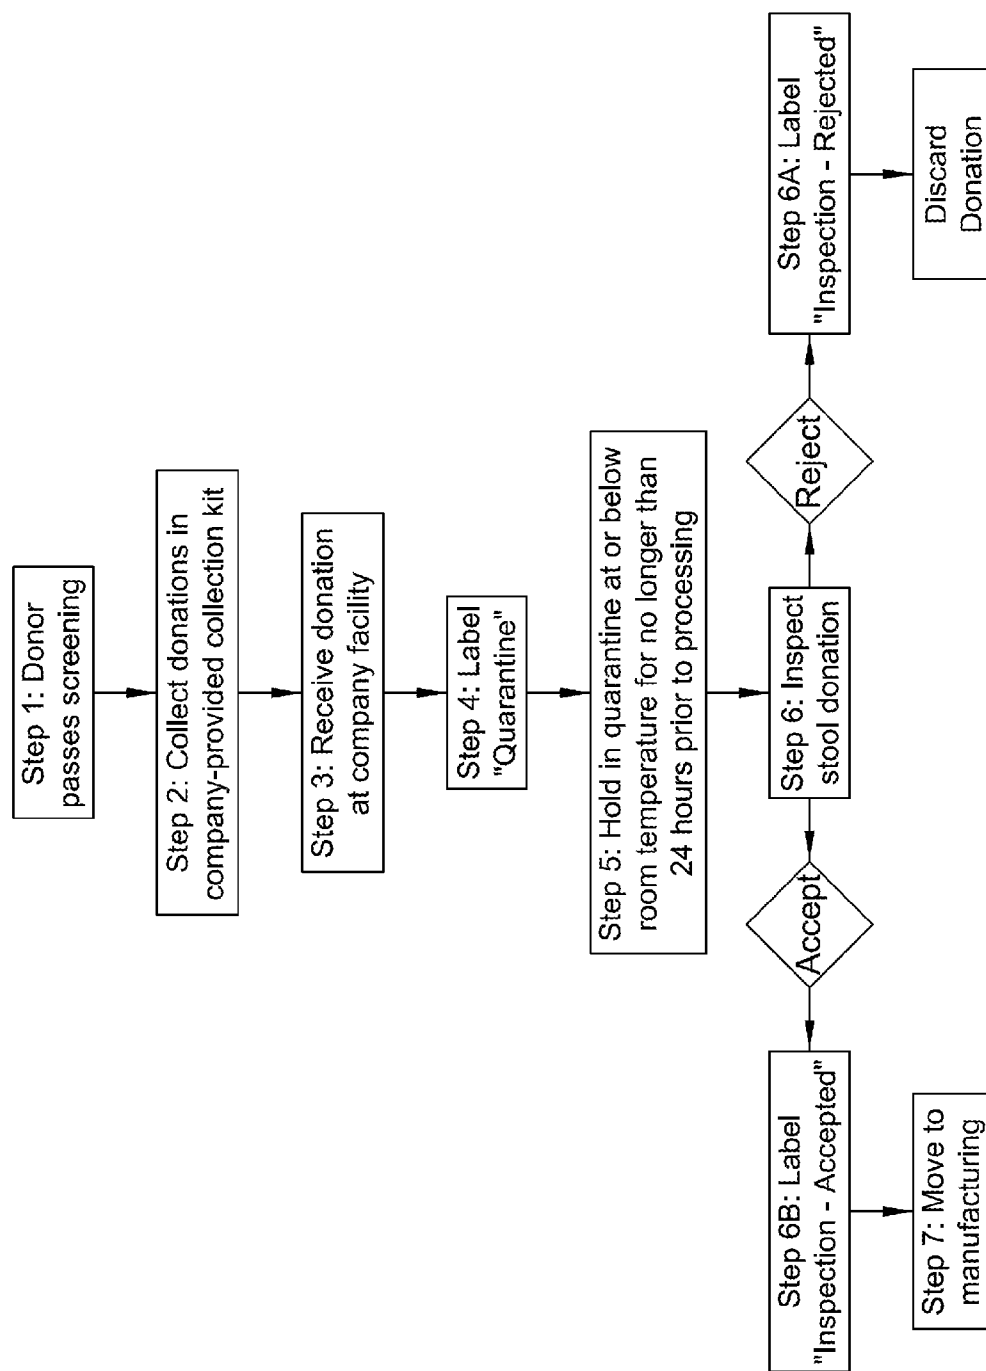 Step 1: Donor
passes screening
Step 2: Collect donations in
company-provided collection kit
Step 3: Receive donation
at company facility
Step 4: Label
"Quarantine"
Step 5: Hold in quarantine at or below
room temperature for no longer than
24 hours prior to processing
Step 6: Inspect
stool donation
Accept
Reject
Step 6B: Label
"Inspection - Accepted"
Step 6A: Label
"Inspection - Rejected"
Step 7: Move to
manufacturing
Discard
Donation